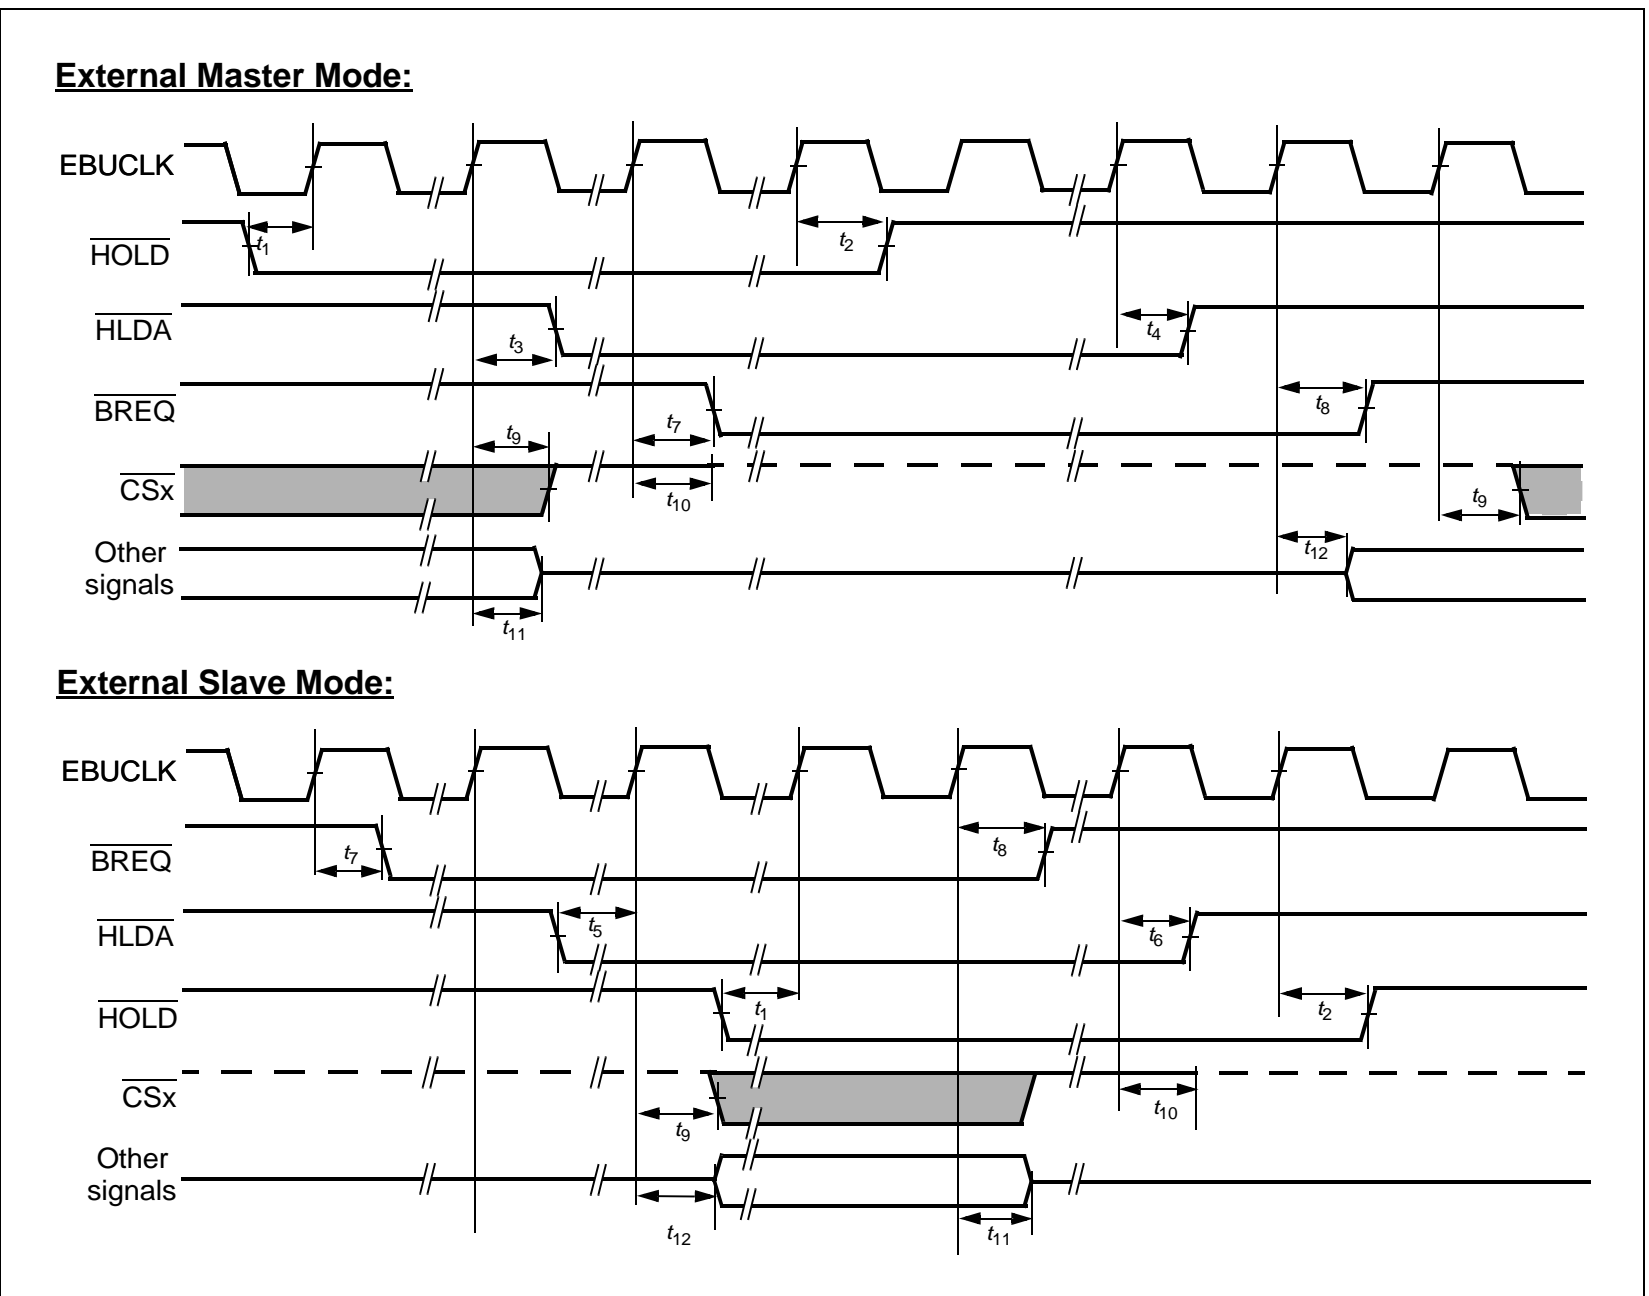 External Master Mode:
EBUCLK
HOLD
t1
t2
HLDA
t3
t4
BREQ
t7
t8
t9
CSx
t10
t9
Other
signals
t12
t11
External Slave Mode:
EBUCLK
BREQ
t7
t8
HLDA
t5
t6
HOLD
t1
t2
CSx
t9
t10
Other
signals
t12
t11